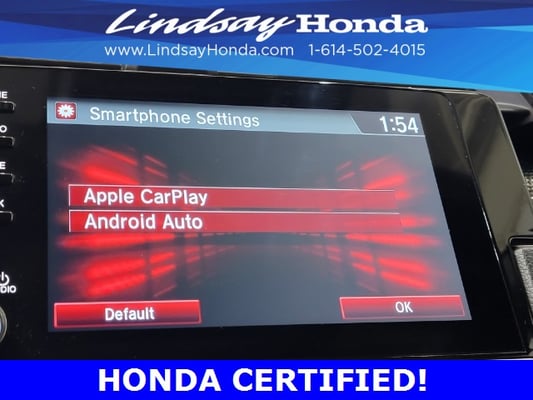 Lindsay Honda
www.LindsayHonda.com 1-614-502-4015
Smartphone Settings
1:54
Apple CarPlay
Android Auto
Default
OK
HONDA CERTIFIED!